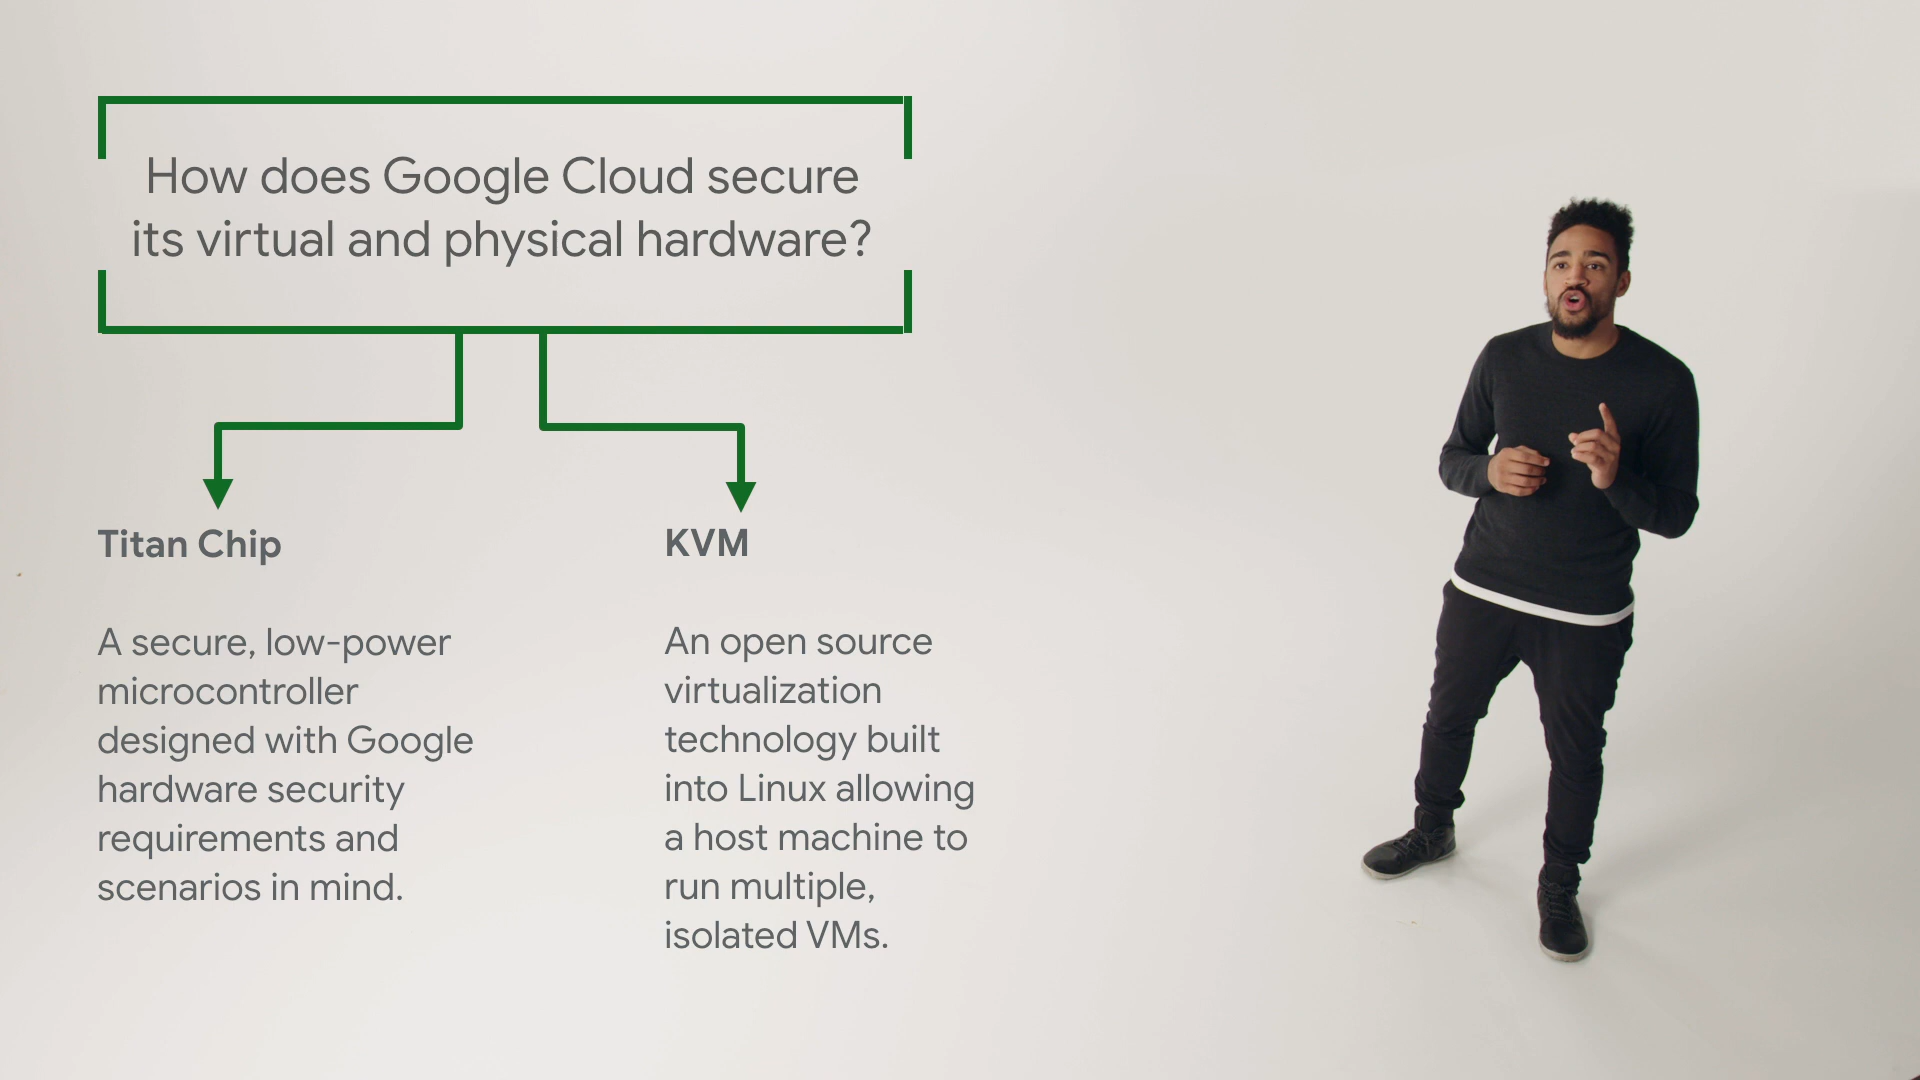 How does Google Cloud secure
its virtual and physical hardware?
Titan Chip
A secure, low-power
microcontroller
designed with Google
hardware security
requirements and
scenarios in mind.
KVM
An open source
virtualization
technology built
into Linux allowing
a host machine to
run multiple,
isolated VMs.